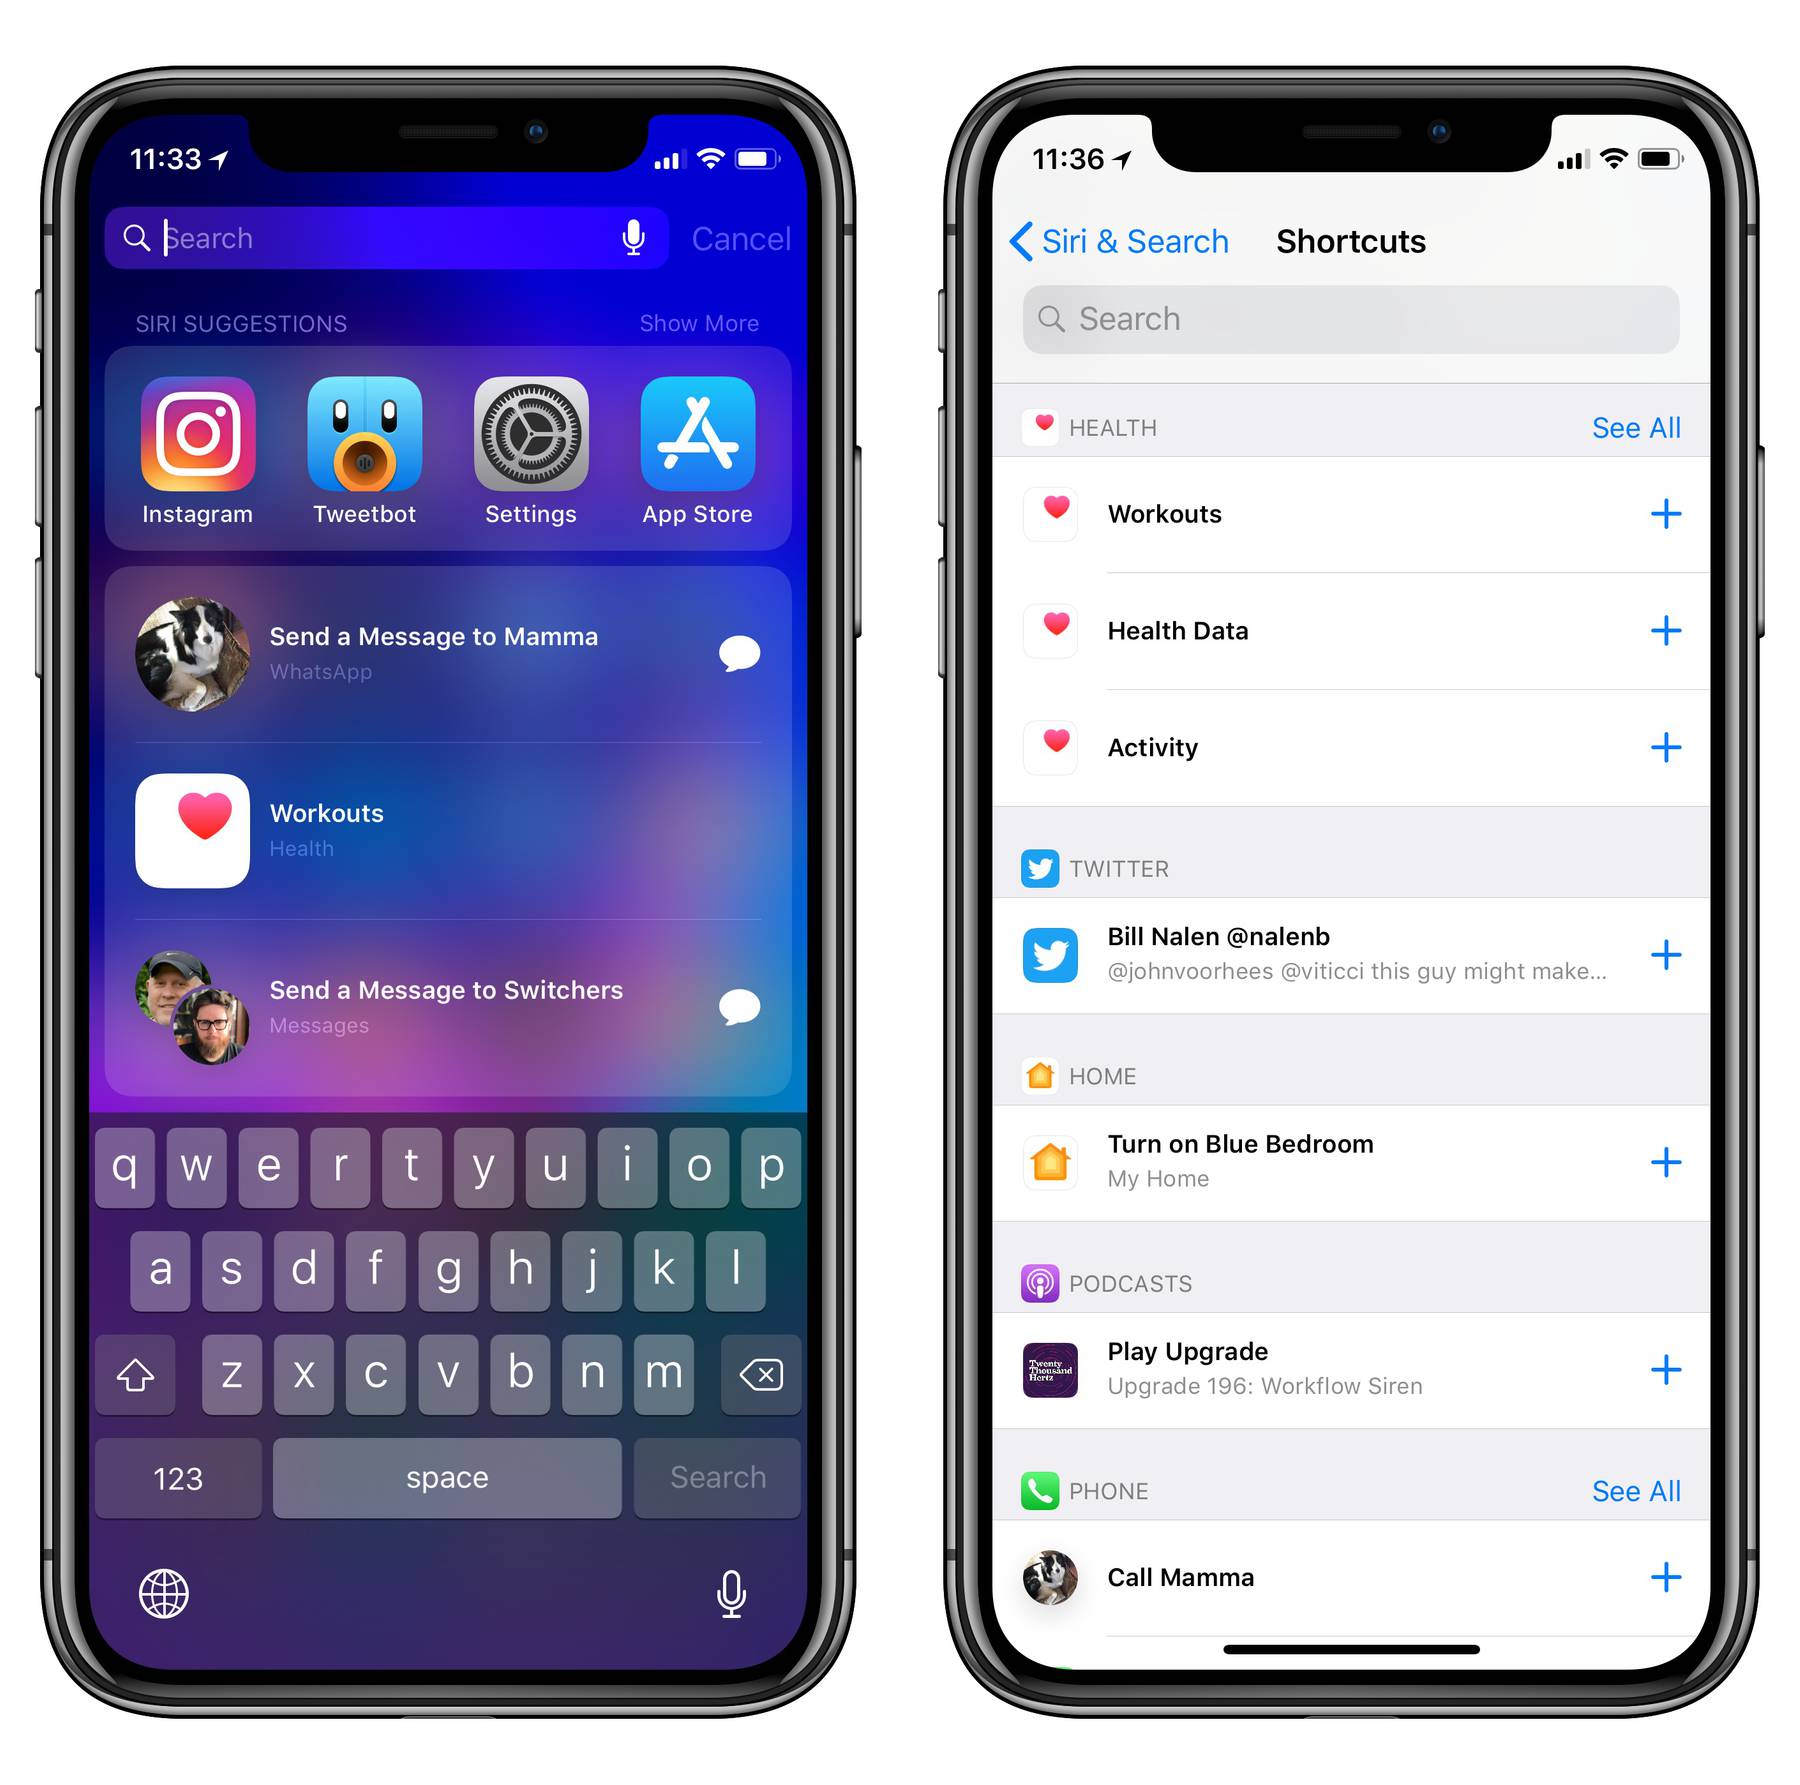 11:33
Search
Cancel
SIRI SUGGESTIONS
Show More
Instagram
Tweetbot
Settings
App Store
Send a Message to Mamma
WhatsApp
Workouts
Health
Send a Message to Switchers
Messages
q w e r t y u i o p
a s d f g h j k l
z x c v b n m
123
space
Search
11:36
Siri & Search
Shortcuts
Search
HEALTH
See All
Workouts
Health Data
Activity
TWITTER
Bill Nalen @nalenb
@johnvoorhees @viticci this guy might make...
HOME
Turn on Blue Bedroom
My Home
PODCASTS
Twenty
Thousand
Hertz
Play Upgrade
Upgrade 196: Workflow Siren
PHONE
See All
Call Mamma